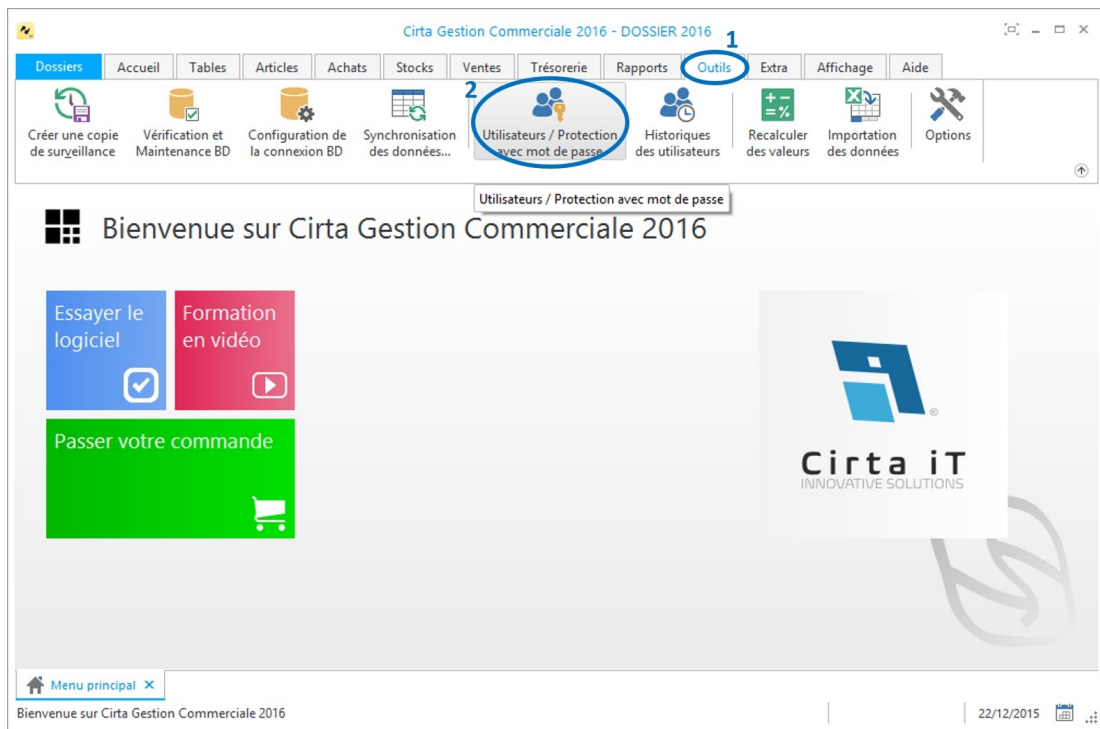 Cirta Gestion Commerciale 2016 - DOSSIER 2016
1
Dossiers Accueil Tables Articles Achats Stocks Ventes Trésorerie Rapports Outils Extra Affichage Aide
2
Créer une copie de surveillance
Vérification et Maintenance BD
Configuration de la connexion BD
Synchronisation des données...
Utilisateurs / Protection avec mot de passe
Historiques des utilisateurs
Recalculer des valeurs
Importation des données
Options
Utilisateurs / Protection avec mot de passe
Bienvenue sur Cirta Gestion Commerciale 2016
Essayer le
logiciel
Formation
en vidéo
Passer votre commande
®
Cirta iT
INNOVATIVE SOLUTIONS
Menu principal
Bienvenue sur Cirta Gestion Commerciale 2016
22/12/2015